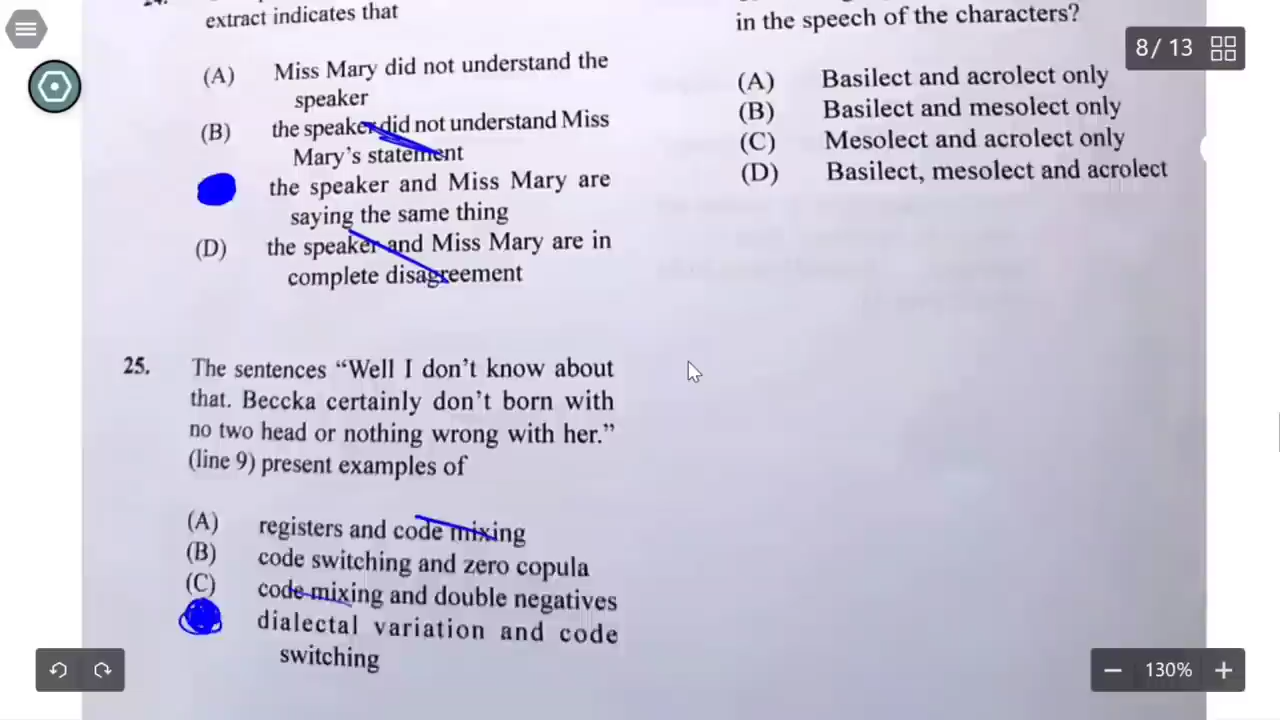 24.
extract indicates that
(A) Miss Mary did not understand the
speaker
(B) the speaker did not understand Miss
Mary's statement
the speaker and Miss Mary are
saying the same thing
(D) the speaker and Miss Mary are in
complete disagreement
25. The sentences "Well I don't know about
that. Beccka certainly don't born with
no two head or nothing wrong with her."
(line 9) present examples of
(A) registers and code mixing
(B) code switching and zero copula
(C) code mixing and double negatives
dialectal variation and code
switching
in the speech of the characters?
(A) Basilect and acrolect only
(B) Basilect and mesolect only
(C) Mesolect and acrolect only
(D) Basilect, mesolect and acrolect
8 / 13
130%